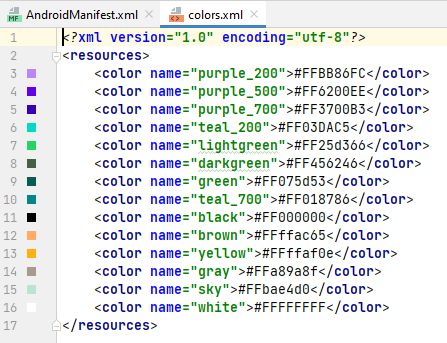 AndroidManifest.xml × colors.xml ×
1 <?xml version="1.0" encoding="utf-8"?>
2 <resources>
3 <color name="purple_200">#FFBB86FC</color>
4 <color name="purple_500">#FF6200EE</color>
5 <color name="purple_700">#FF3700B3</color>
6 <color name="teal_200">#FF03DAC5</color>
7 <color name="lightgreen">#FF25d366</color>
8 <color name="darkgreen">#FF456246</color>
9 <color name="green">#FF075d53</color>
10 <color name="teal_700">#FF018786</color>
11 <color name="black">#FF000000</color>
12 <color name="brown">#FFffac65</color>
13 <color name="yellow">#FFffaf0e</color>
14 <color name="gray">#FFa89a8f</color>
15 <color name="sky">#FFbae4d0</color>
16 <color name="white">#FFFFFFFF</color>
17 </resources>